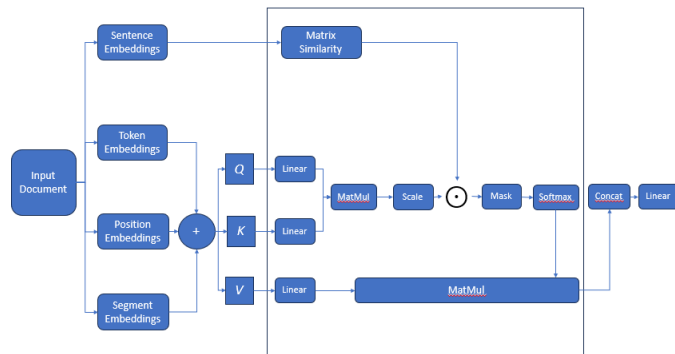 Sentence
Embeddings
Matrix
Similarity
Token
Embeddings
Input
Document
Q
Linear
MatMul
Scale
Mask
Softmax
Concat
Linear
Position
Embeddings
+
K
Linear
Segment
Embeddings
V
Linear
MatMul